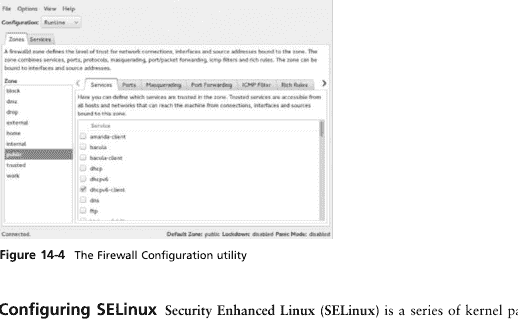 File Options View Help
Configuration: Runtime
Zones Services
A firewalld zone defines the level of trust for network connections, interfaces and source addresses bound to the zone. The
zone combines services, ports, protocols, masquerading, port/packet forwarding, icmp filters and rich rules. The zone can be
bound to interfaces and source addresses.
Zone
Services Ports Masquerading Port Forwarding ICMP Filter Rich Rules
block
dmz
drop
external
home
internal
public
trusted
work
Here you can define which services are trusted in the zone. Trusted services are accessible from
all hosts and networks that can reach the machine from connections, interfaces and sources
bound to this zone.
Service
amanda-client
bacula
bacula-client
dhcp
dhcpv6
dhcpv6-client
dns
ftp
Connected.
Default Zone: public Lockdown: disabled Panic Mode: disabled
Figure 14-4 The Firewall Configuration utility
Configuring SELinux Security Enhanced Linux (SELinux) is a series of kernel pa